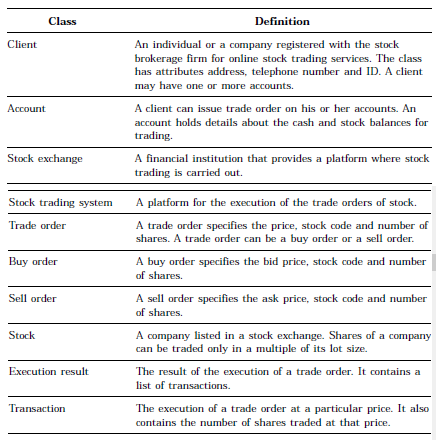 Class Definition
Client An individual or a company registered with the stock
brokerage firm for online stock trading services. The class
has attributes address, telephone number and ID. A client
may have one or more accounts.
Account A client can issue trade order on his or her accounts. An
account holds details about the cash and stock balances for
trading.
Stock exchange A financial institution that provides a platform where stock
trading is carried out.
Stock trading system A platform for the execution of the trade orders of stock.
Trade order A trade order specifies the price, stock code and number of
shares. A trade order can be a buy order or a sell order.
Buy order A buy order specifies the bid price, stock code and number
of shares.
Sell order A sell order specifies the ask price, stock code and number
of shares.
Stock A company listed in a stock exchange. Shares of a company
can be traded only in a multiple of its lot size.
Execution result The result of the execution of a trade order. It contains a
list of transactions.
Transaction The execution of a trade order at a particular price. It also
contains the number of shares traded at that price.